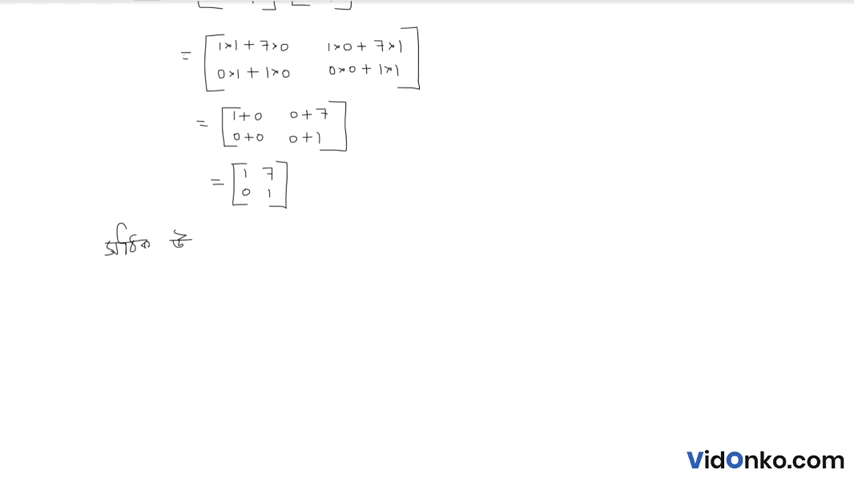 = [1×1+7×0 1×0+7×1
0×1+1×0 0×0+1×1]
= [1+0 0+7
0+0 0+1]
= [1 7
0 1]
সঠিক উ
VidOnko.com